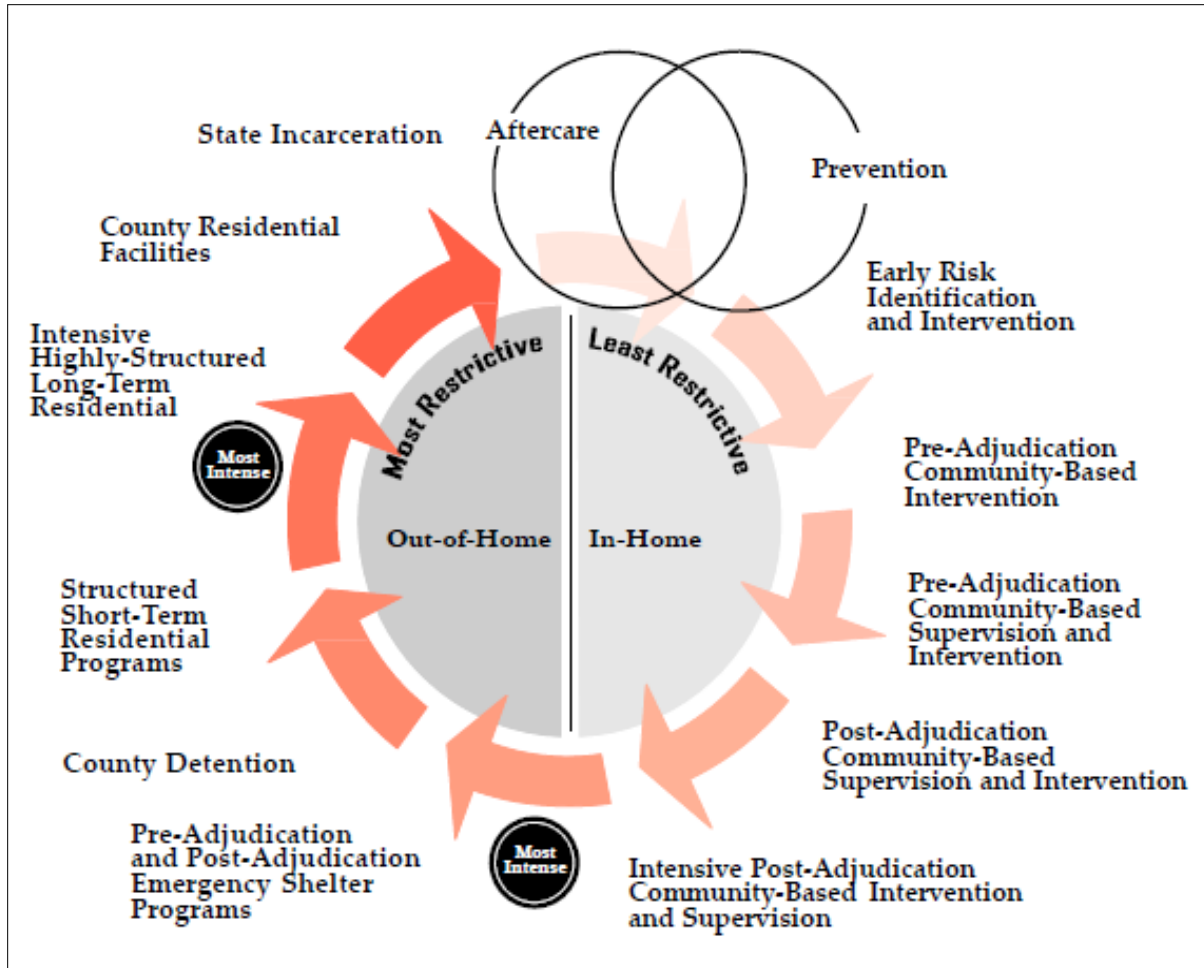 Aftercare
Prevention
Early Risk
Identification
and Intervention
Pre-Adjudication
Community-Based
Intervention
Pre-Adjudication
Community-Based
Supervision and
Intervention
Post-Adjudication
Community-Based
Supervision and Intervention
Intensive Post-Adjudication
Community-Based Intervention
and Supervision
Most
Intense
Pre-Adjudication
and Post-Adjudication
Emergency Shelter
Programs
County Detention
Structured
Short-Term
Residential
Programs
Most
Intense
Intensive
Highly-Structured
Long-Term
Residential
County Residential
Facilities
State Incarceration
Most Restrictive
Least Restrictive
Out-of-Home
In-Home